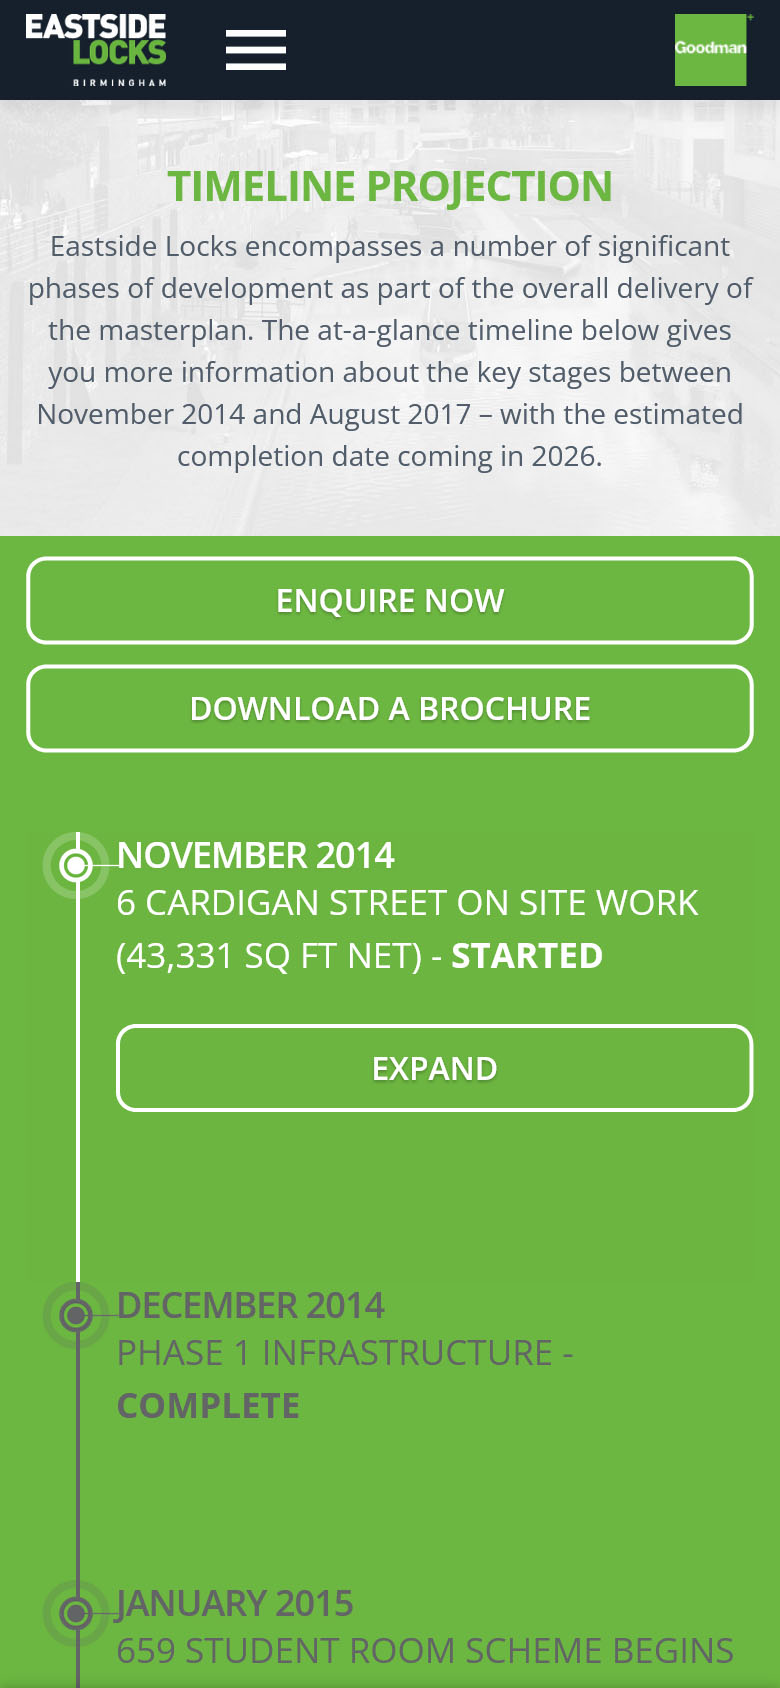 EASTSIDE
LOCKS
BIRMINGHAM
Goodman
+
TIMELINE PROJECTION
Eastside Locks encompasses a number of significant
phases of development as part of the overall delivery of
the masterplan. The at-a-glance timeline below gives
you more information about the key stages between
November 2014 and August 2017 – with the estimated
completion date coming in 2026.
ENQUIRE NOW
DOWNLOAD A BROCHURE
NOVEMBER 2014
6 CARDIGAN STREET ON SITE WORK
(43,331 SQ FT NET) - STARTED
EXPAND
DECEMBER 2014
PHASE 1 INFRASTRUCTURE -
COMPLETE
JANUARY 2015
659 STUDENT ROOM SCHEME BEGINS